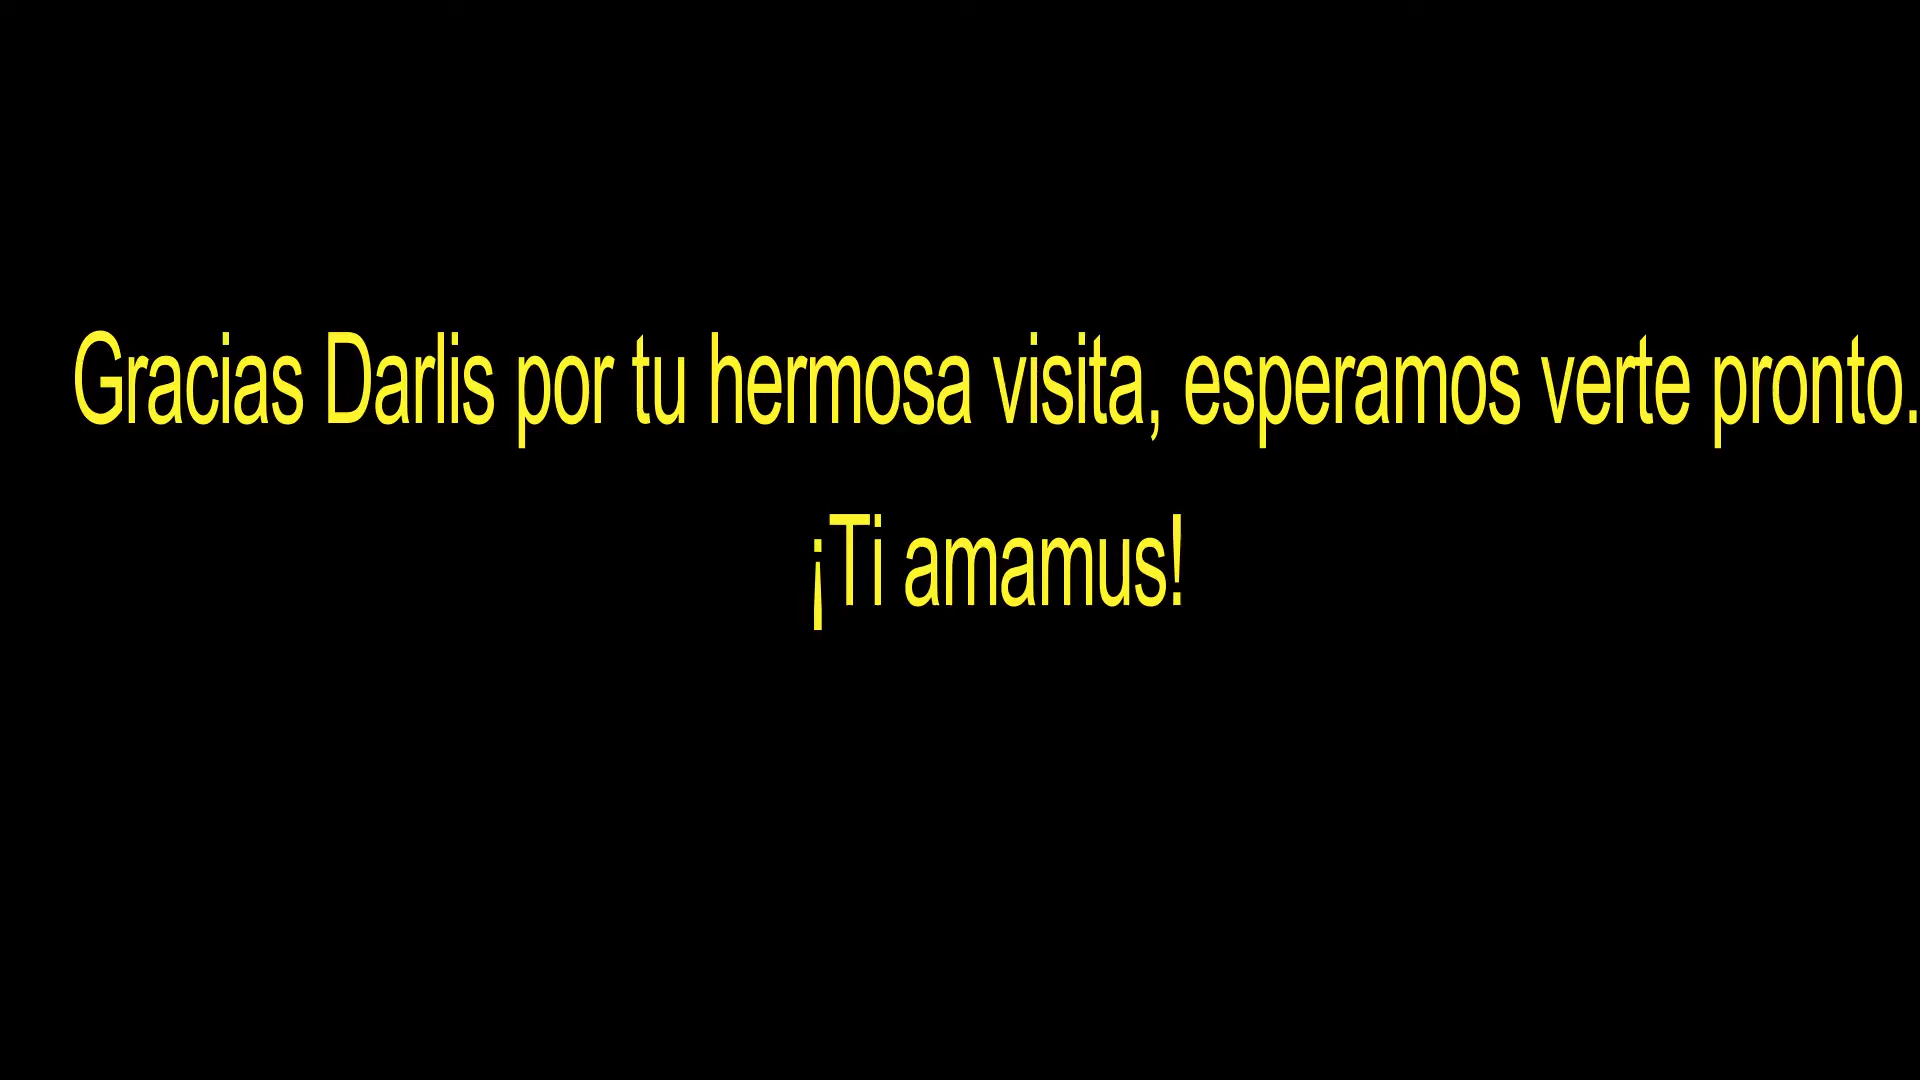 Gracias Darlis por tu hermosa visita, esperamos verte pronto.
¡Ti amamus!